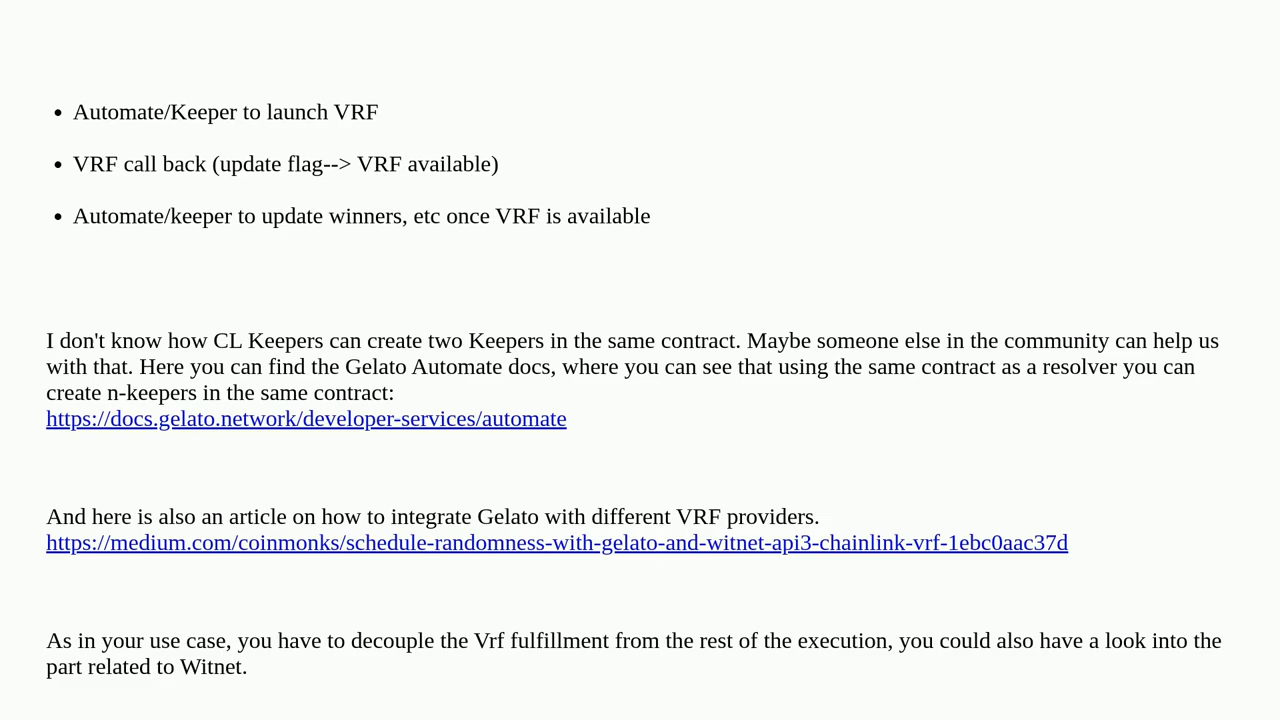 • Automate/Keeper to launch VRF
• VRF call back (update flag--> VRF available)
• Automate/keeper to update winners, etc once VRF is available
I don't know how CL Keepers can create two Keepers in the same contract. Maybe someone else in the community can help us
with that. Here you can find the Gelato Automate docs, where you can see that using the same contract as a resolver you can
create n-keepers in the same contract:
https://docs.gelato.network/developer-services/automate
And here is also an article on how to integrate Gelato with different VRF providers.
https://medium.com/coinmonks/schedule-randomness-with-gelato-and-witnet-api3-chainlink-vrf-1ebc0aac37d
As in your use case, you have to decouple the Vrf fulfillment from the rest of the execution, you could also have a look into the
part related to Witnet.